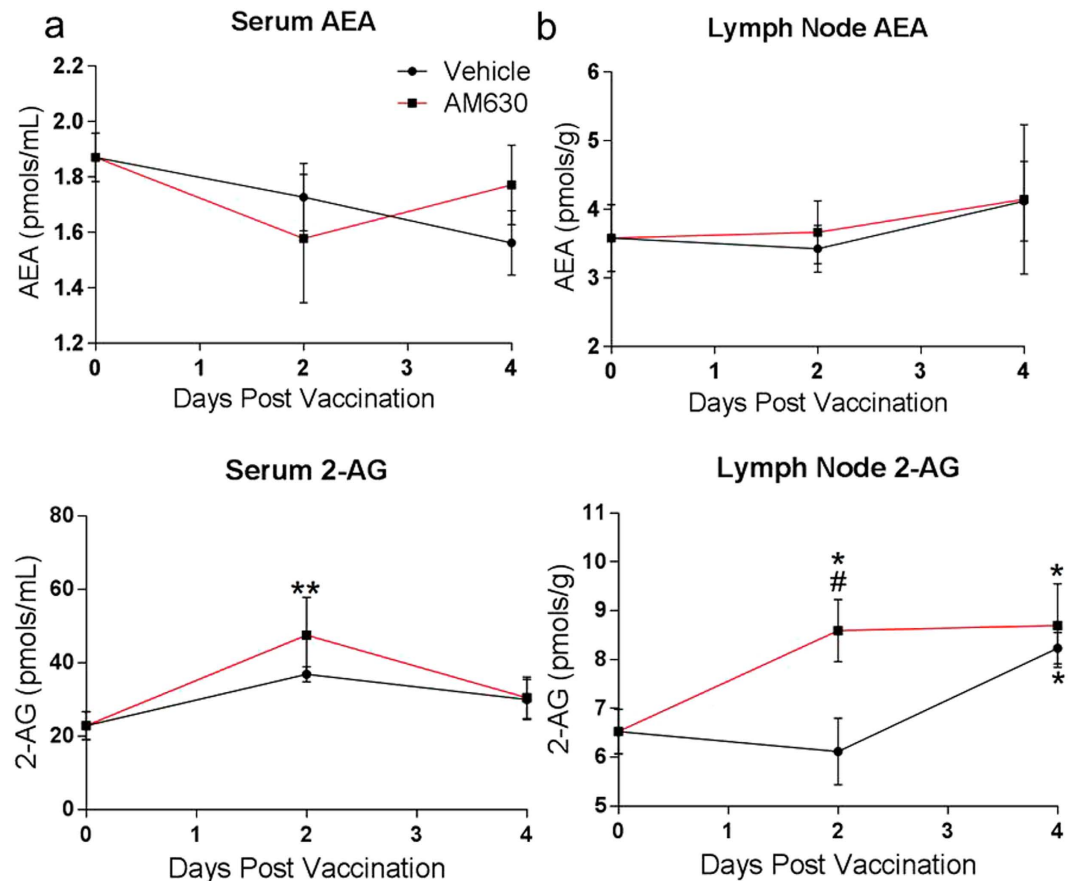 a
Serum AEA
Vehicle
AM630
AEA (pmols/mL)
2.2
2.0
1.8
1.6
1.4
1.2
0 1 2 3 4
Days Post Vaccination
b
Lymph Node AEA
AEA (pmols/g)
6
5
4
3
2
0 1 2 3 4
Days Post Vaccination
Serum 2-AG
2-AG (pmols/mL)
80
60
40
20
0
**
0 1 2 3 4
Days Post Vaccination
Lymph Node 2-AG
2-AG (pmols/g)
11
10
9
8
7
6
5
*
#
*
*
0 1 2 3 4
Days Post Vaccination